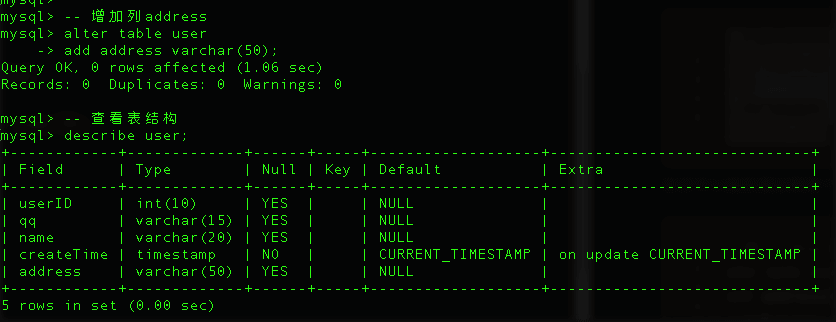 mysql>
mysql> -- 增加列address
mysql> alter table user
    -> add address varchar(50);
Query OK, 0 rows affected (1.06 sec)
Records: 0  Duplicates: 0  Warnings: 0

mysql> -- 查看表结构
mysql> describe user;
+------------+-------------+------+-----+-------------------+-----------------------------+
| Field      | Type        | Null | Key | Default           | Extra                       |
+------------+-------------+------+-----+-------------------+-----------------------------+
| userID     | int(10)     | YES  |     | NULL              |                             |
| qq         | varchar(15) | YES  |     | NULL              |                             |
| name       | varchar(20) | YES  |     | NULL              |                             |
| createTime | timestamp   | NO   |     | CURRENT_TIMESTAMP | on update CURRENT_TIMESTAMP |
| address    | varchar(50) | YES  |     | NULL              |                             |
+------------+-------------+------+-----+-------------------+-----------------------------+
5 rows in set (0.00 sec)